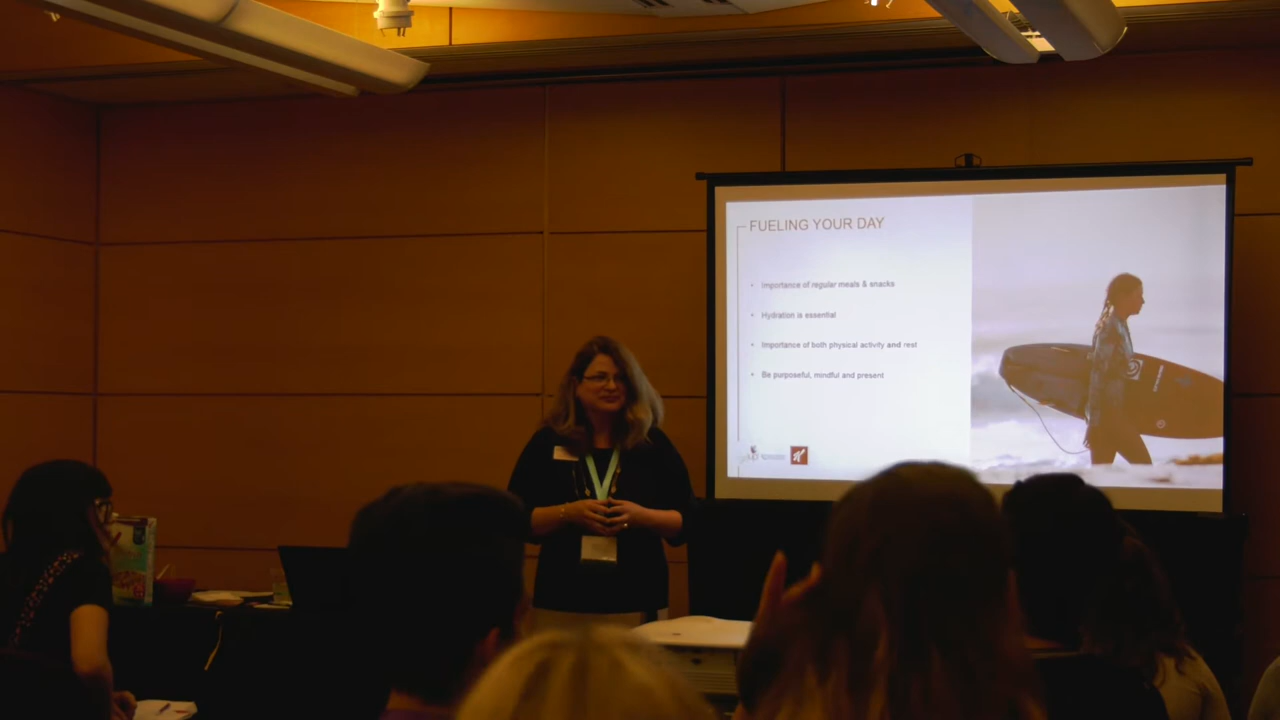 FUELING YOUR DAY
• Importance of regular meals & snacks
• Hydration is essential
• Importance of both physical activity and rest
• Be purposeful, mindful and present